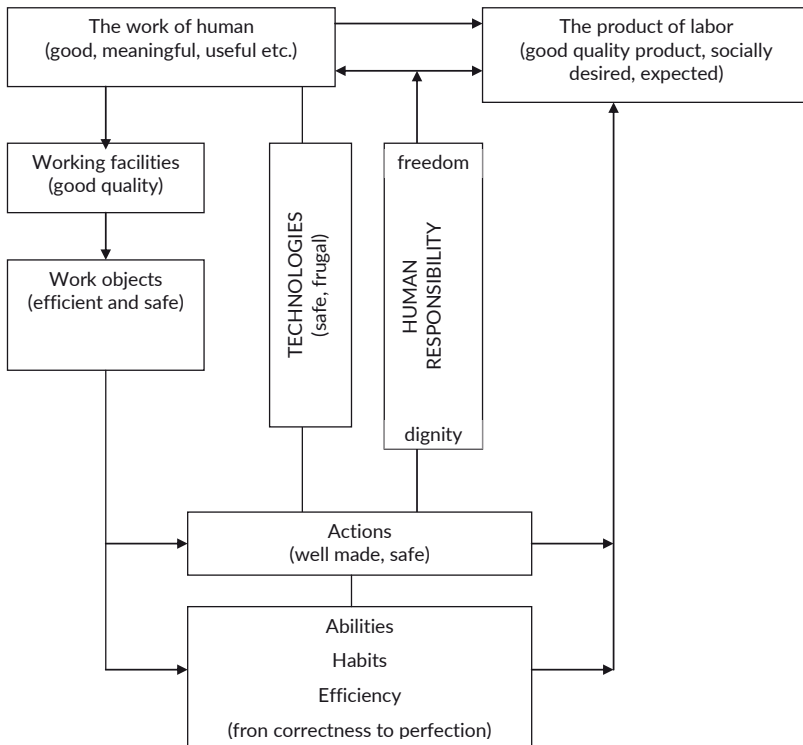 The work of human
(good, meaningful, useful etc.)
The product of labor
(good quality product, socially
desired, expected)
Working facilities
(good quality)
Work objects
(efficient and safe)
TECHNOLOGIES
(safe, frugal)
freedom
HUMAN
RESPONSIBILITY
dignity
Actions
(well made, safe)
Abilities
Habits
Efficiency
(fron correctness to perfection)